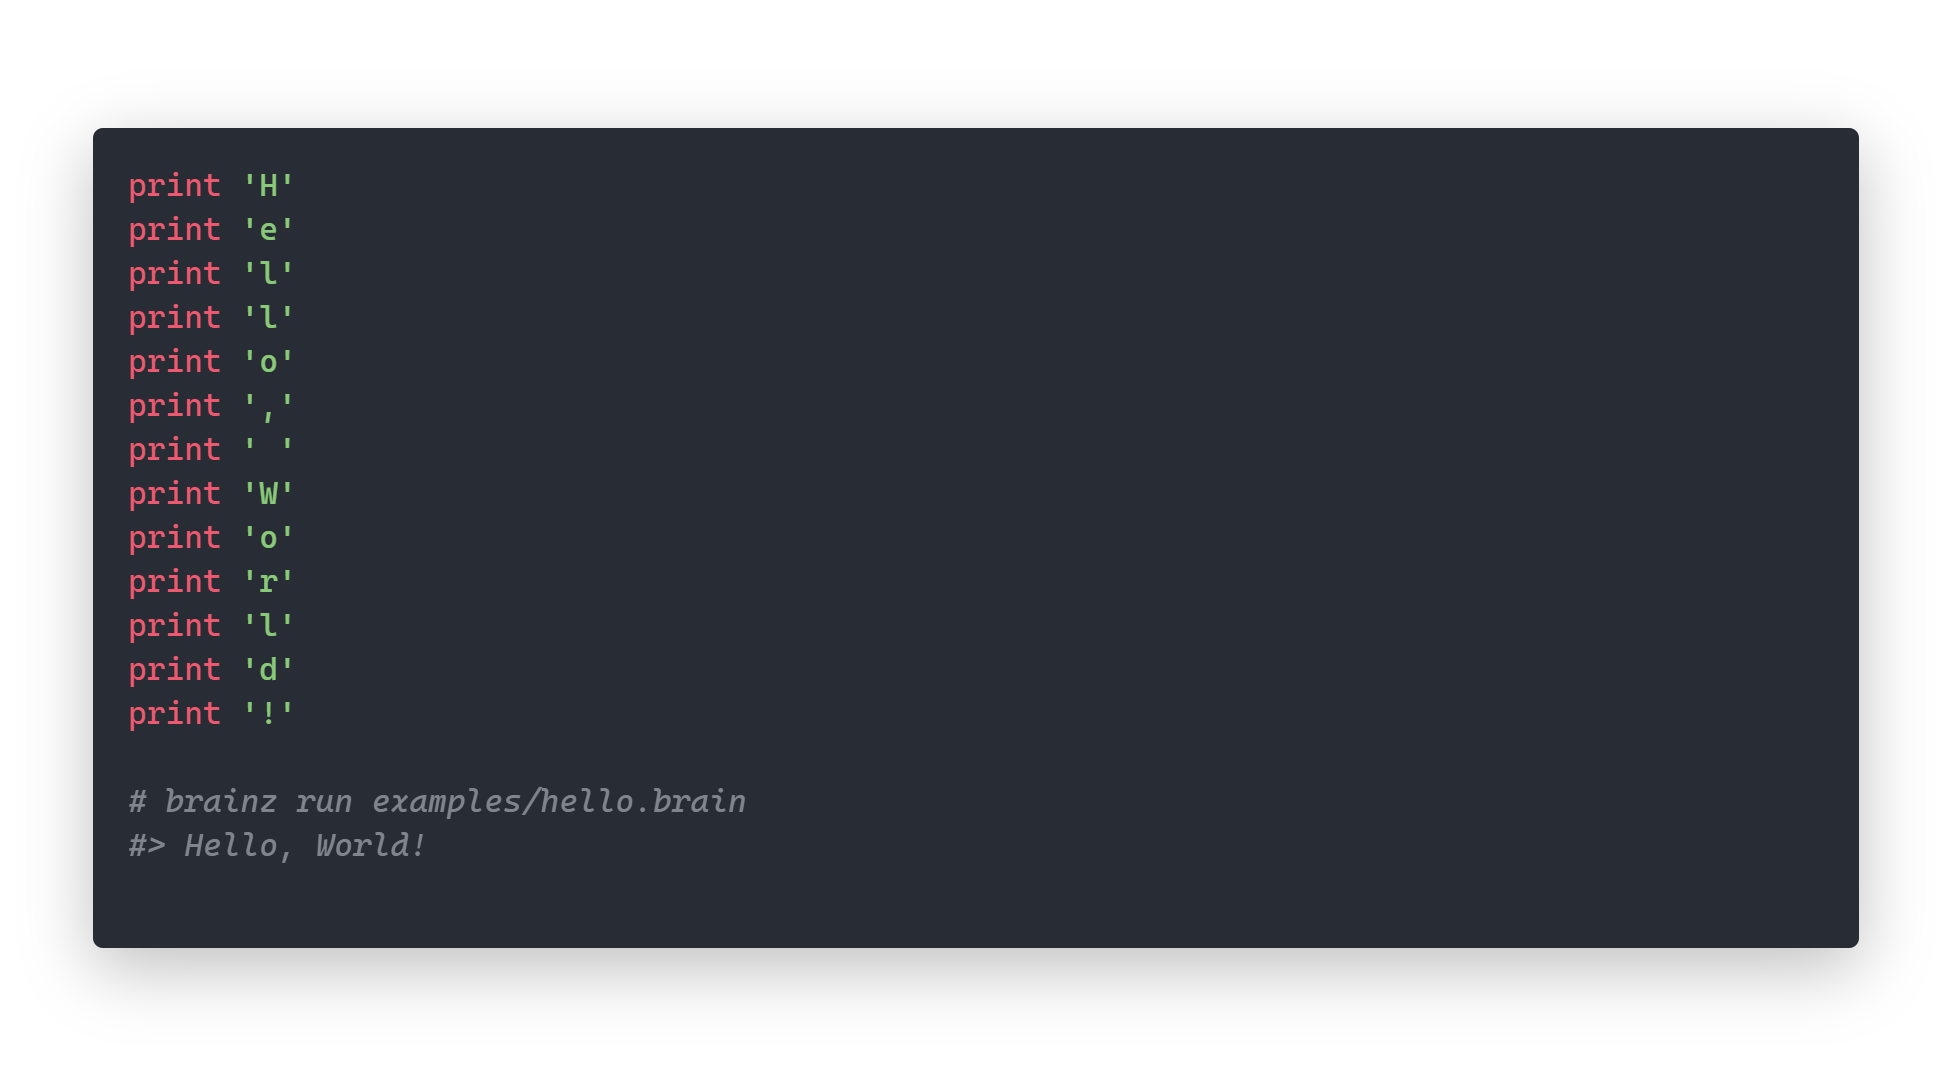 print 'H'
print 'e'
print 'l'
print 'l'
print 'o'
print ','
print ' '
print 'W'
print 'o'
print 'r'
print 'l'
print 'd'
print '!'
# brainz run examples/hello.brain
#> Hello, World!